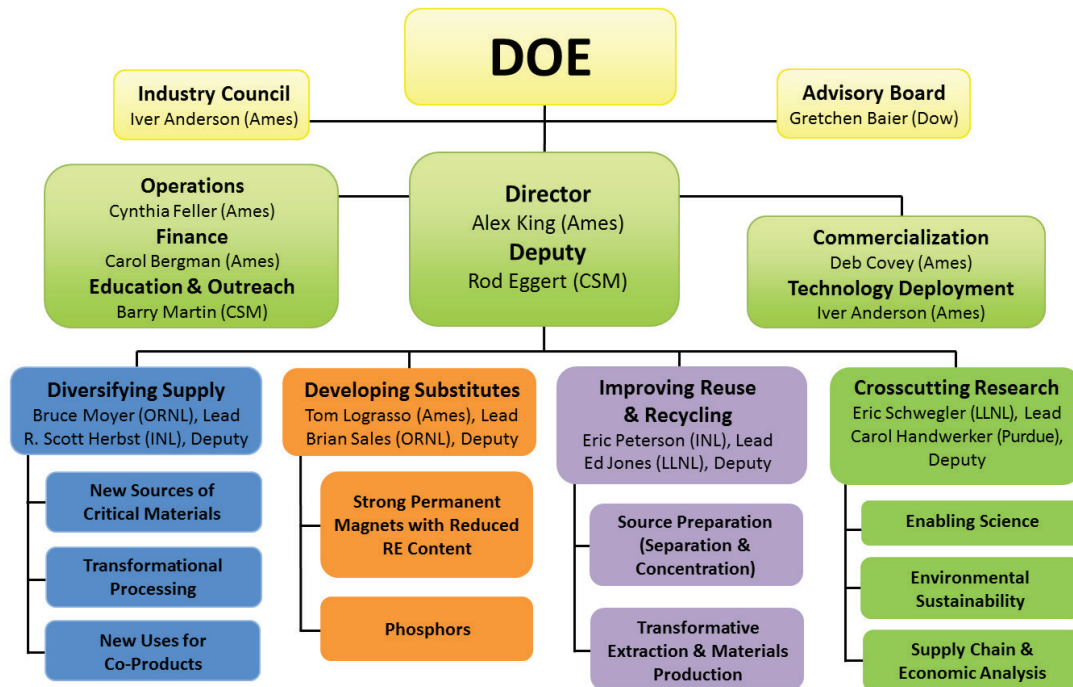 DOE
Industry Council
Iver Anderson (Ames)
Advisory Board
Gretchen Baier (Dow)
Operations
Cynthia Feller (Ames)
Finance
Carol Bergman (Ames)
Education & Outreach
Barry Martin (CSM)
Director
Alex King (Ames)
Deputy
Rod Eggert (CSM)
Commercialization
Deb Covey (Ames)
Technology Deployment
Iver Anderson (Ames)
Diversifying Supply
Bruce Moyer (ORNL), Lead
R. Scott Herbst (INL), Deputy
New Sources of
Critical Materials
Transformational
Processing
New Uses for
Co-Products
Developing Substitutes
Tom Lograsso (Ames), Lead
Brian Sales (ORNL), Deputy
Strong Permanent
Magnets with Reduced
RE Content
Phosphors
Improving Reuse
& Recycling
Eric Peterson (INL), Lead
Ed Jones (LLNL), Deputy
Source Preparation
(Separation &
Concentration)
Transformative
Extraction & Materials
Production
Crosscutting Research
Eric Schwegler (LLNL), Lead
Carol Handwerker (Purdue),
Deputy
Enabling Science
Environmental
Sustainability
Supply Chain &
Economic Analysis